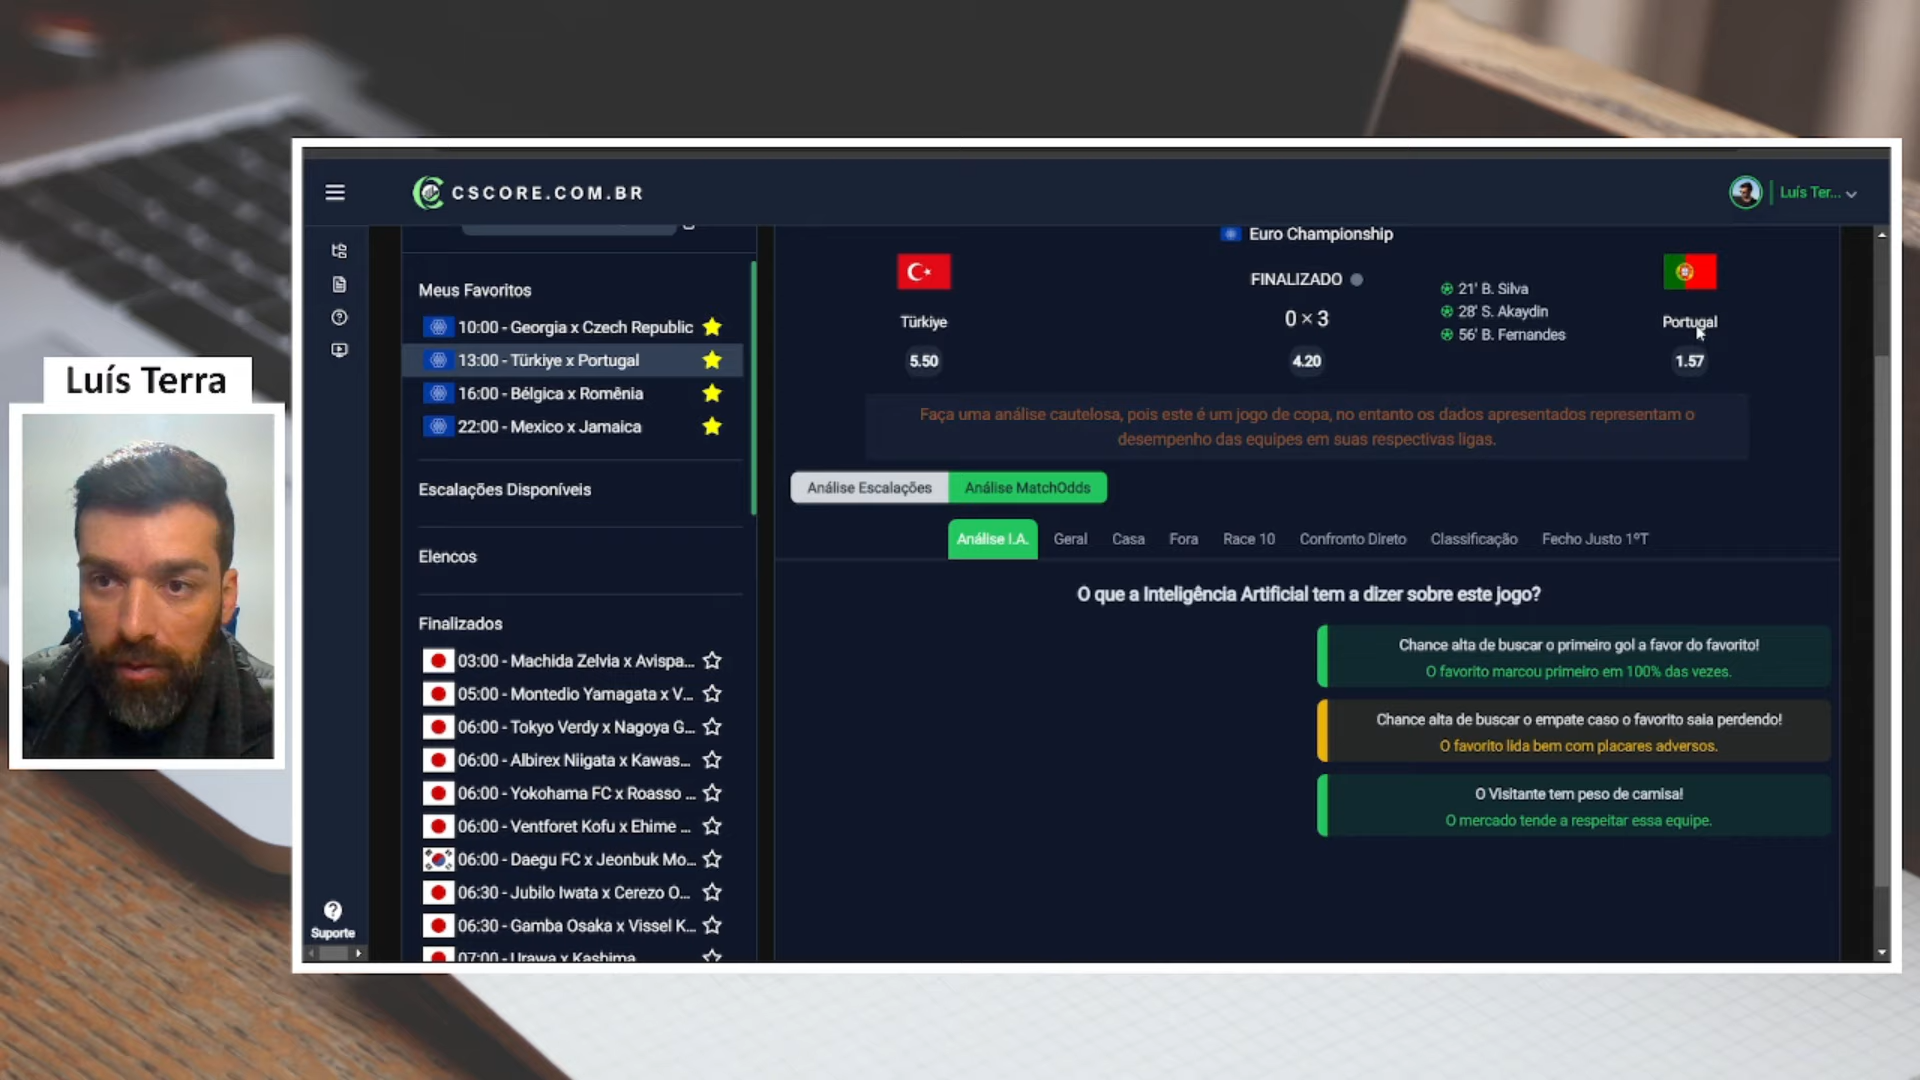 Luís Terra
CSCORE.COM.BR
Luís Ter...
Meus Favoritos
10:00 - Georgia x Czech Republic
13:00 - Türkiye x Portugal
16:00 - Bélgica x Romênia
22:00 - Mexico x Jamaica
Escalações Disponíveis
Elencos
Finalizados
03:00 - Machida Zelvia x Avispa...
05:00 - Montedio Yamagata x V...
06:00 - Tokyo Verdy x Nagoya G...
06:00 - Albirex Niigata x Kawas...
06:00 - Yokohama FC x Roasso ...
06:00 - Ventforet Kofu x Ehime ...
06:00 - Daegu FC x Jeonbuk Mo...
06:30 - Jubilo Iwata x Cerezo O...
06:30 - Gamba Osaka x Vissel K...
07:00 - Urawa x Kashima
Suporte
Euro Championship
FINALIZADO
0 × 3
4.20
Türkiye
5.50
21' B. Silva
28' S. Akaydin
56' B. Fernandes
Portugal
1.57
Faça uma análise cautelosa, pois este é um jogo de copa, no entanto os dados apresentados representam o
desempenho das equipes em suas respectivas ligas.
Análise Escalações Análise MatchOdds
Análise I.A. Geral Casa Fora Race 10 Confronto Direto Classificação Fecho Justo 1ºT
O que a Inteligência Artificial tem a dizer sobre este jogo?
Chance alta de buscar o primeiro gol a favor do favorito!
O favorito marcou primeiro em 100% das vezes.
Chance alta de buscar o empate caso o favorito saia perdendo!
O favorito lida bem com placares adversos.
O Visitante tem peso de camisa!
O mercado tende a respeitar essa equipe.